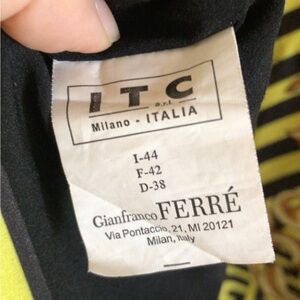 ITC
s.r.l.
Milano - ITALIA
I-44
F-42
D-38
Gianfranco FERRÉ
Via Pontaccio, 21, MI 20121
Milan, Italy